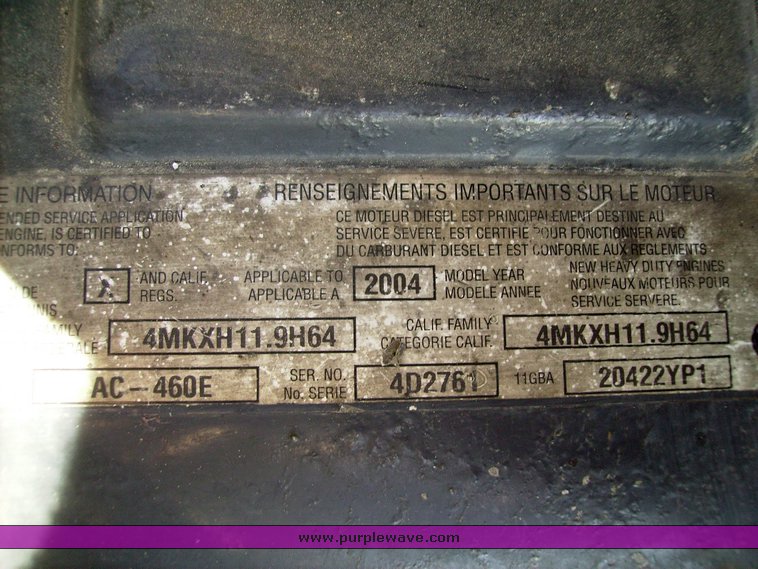 E INFORMATION RENSEIGNEMENTS IMPORTANTS SUR LE MOTEUR
ENDED SERVICE APPLICATION CE MOTEUR DIESEL EST PRINCIPALEMENT DESTINE AU
ENGINE, IS CERTIFIED TO SERVICE SEVERE, EST CERTIFIE POUR FONCTIONNER AVEC
NFORMS TO: DU CARBURANT DIESEL ET EST CONFORME AUX REGLEMENTS
AND CALIF. APPLICABLE TO 2004 MODEL YEAR NEW HEAVY DUTY ENGINES
DE REGS. APPLICABLE A MODELE ANNEE NOUVEAUX MOTEURS POUR
NIS SERVICE SERVERE.
AMILY 4MKXH11.9H64 CALIF. FAMILY 4MKXH11.9H64
RALE CATEGORIE CALIF.
AC-460E SER. NO. 4D2761 11GBA 20422YP1
No. SERIE
www.purplewave.com